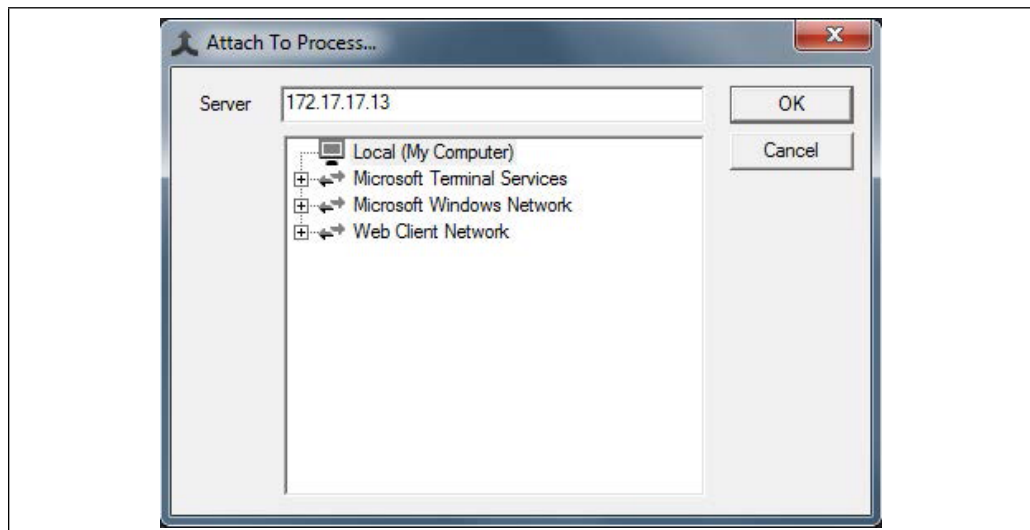 Attach To Process...
Server 172.17.17.13 OK
Local (My Computer) Cancel
Microsoft Terminal Services
Microsoft Windows Network
Web Client Network